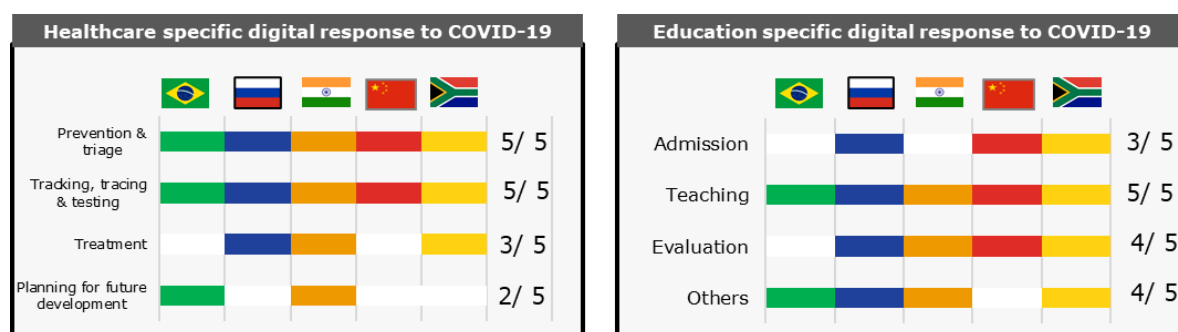 Healthcare specific digital response to COVID-19
Prevention &
triage
5/ 5
Tracking, tracing
& testing
5/ 5
Treatment
3/ 5
Planning for future
development
2/ 5
Education specific digital response to COVID-19
Admission
3/ 5
Teaching
5/ 5
Evaluation
4/ 5
Others
4/ 5